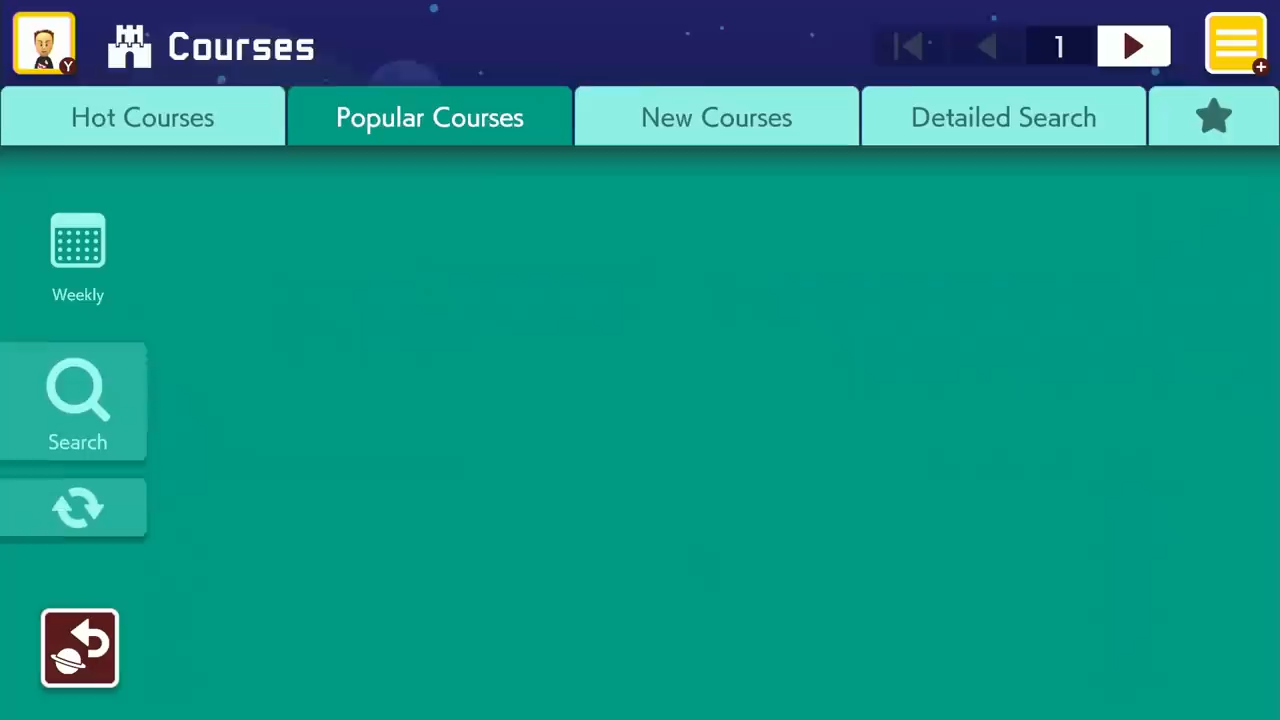 Y
Courses
1
+
Hot Courses
Popular Courses
New Courses
Detailed Search
Weekly
Search